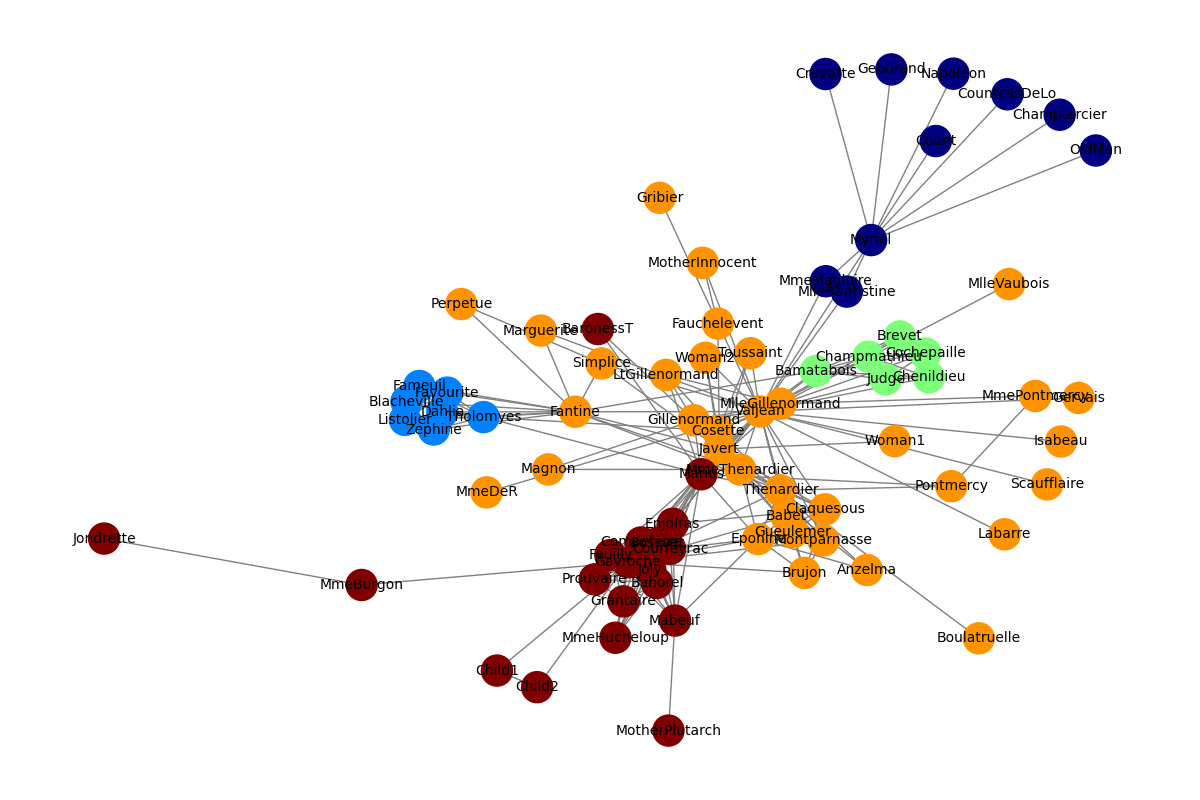 Cravatte
Geborand
Napoleon
CountessDeLo
Champtercier
Count
OldMan
Gribier
Myriel
MotherInnocent
MmeMagloire
MlleBaptistine
MlleVaubois
Perpetue
Marguerite
BaronessT
Fauchelevent
Brevet
Toussaint
Woman2
Cochepaille
Champmathieu
Simplice
LtGillenormand
Bamatabois
Judge
Chenildieu
Fameuil
Favourite
Blacheville
Dahlia
Listolier
Tholomyes
Zephine
Fantine
MlleGillenormand
Valjean
MmePontmercy
Gervais
Gillenormand
Cosette
Javert
Woman1
Isabeau
Magnon
Marius
MmeThenardier
MmeDeR
Thenardier
Pontmercy
Scaufflaire
Claquesous
Babet
Gueulemer
Enjolras
Labarre
Jondrette
Eponine
Montparnasse
Combeferre
Bossuet
Courfeyrac
Feuilly
Gavroche
Joly
Brujon
Anzelma
MmeBurgon
Prouvaire
Bahorel
Grantaire
Mabeuf
MmeHucheloup
Boulatruelle
Child1
Child2
MotherPlutarch